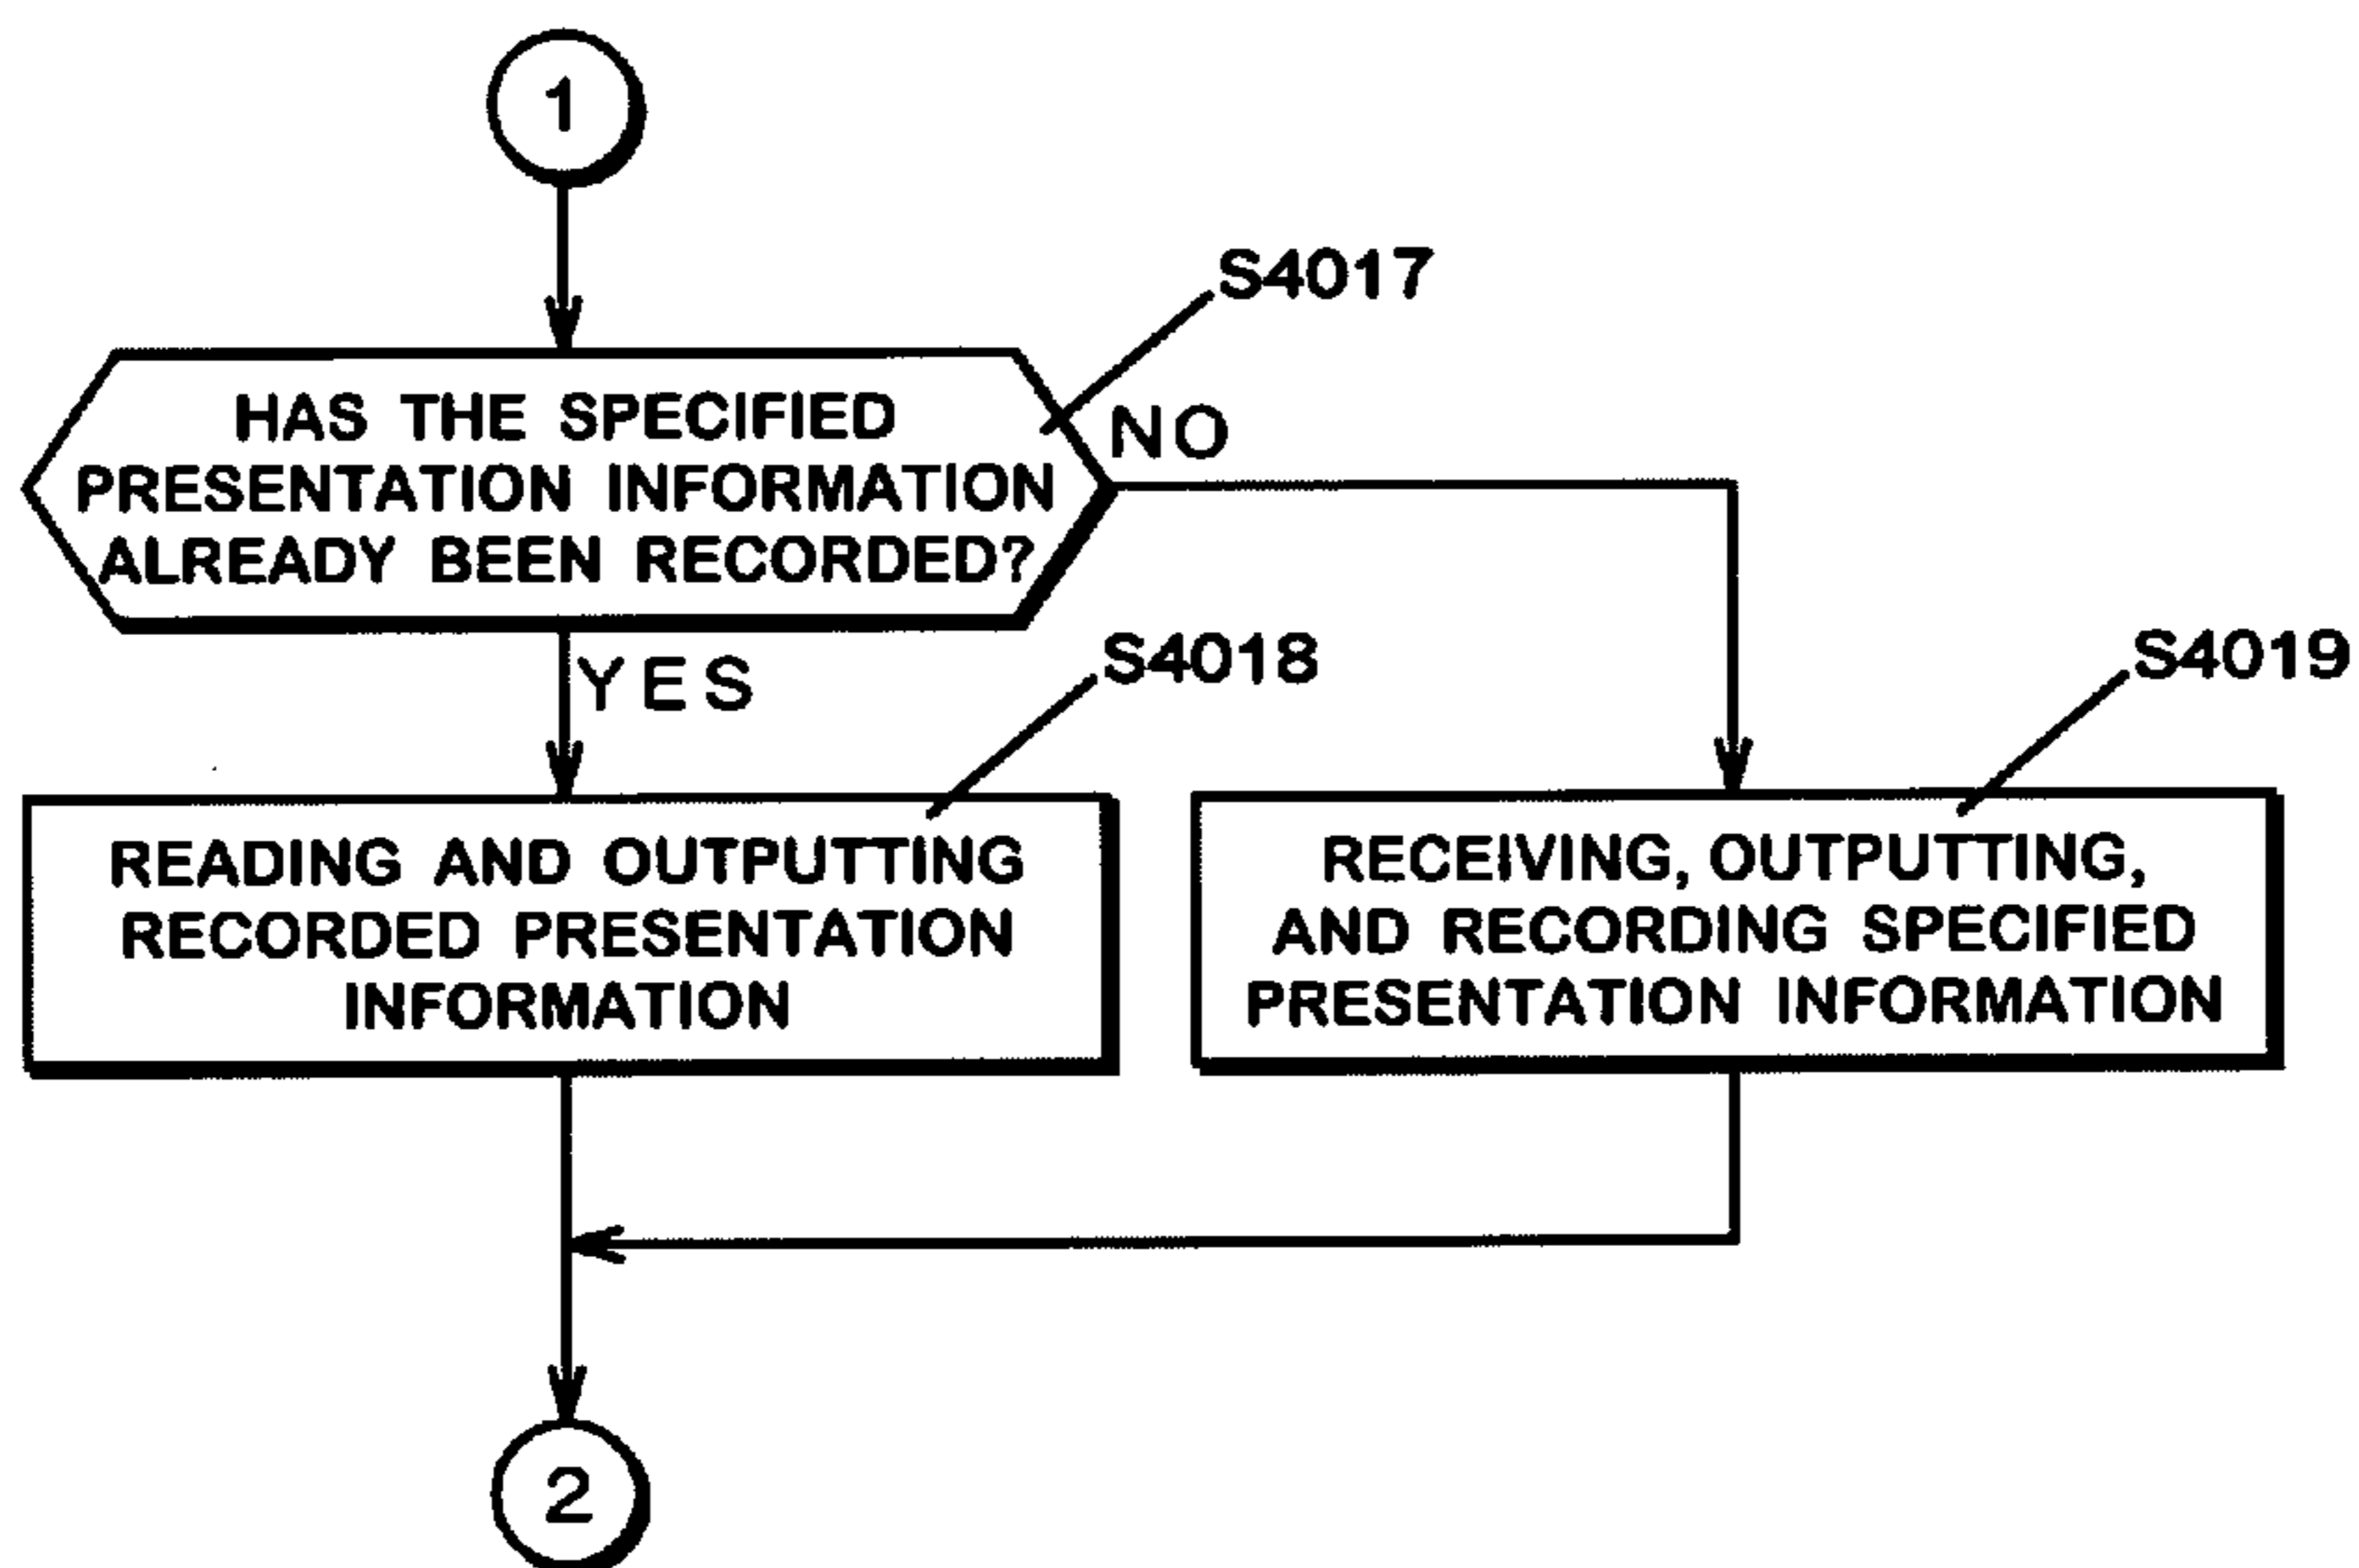 1
S4017
HAS THE SPECIFIED
PRESENTATION INFORMATION
ALREADY BEEN RECORDED?
NO
YES
S4018
S4019
READING AND OUTPUTTING
RECORDED PRESENTATION
INFORMATION
RECEIVING, OUTPUTTING,
AND RECORDING SPECIFIED
PRESENTATION INFORMATION
2